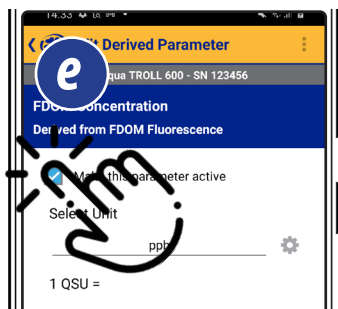 14:33
Derived Parameter
e
qua TROLL 600 - SN 123456
FDOM Concentration
Derived from FDOM Fluorescence
Make this parameter active
Select Unit
ppb
1 QSU =